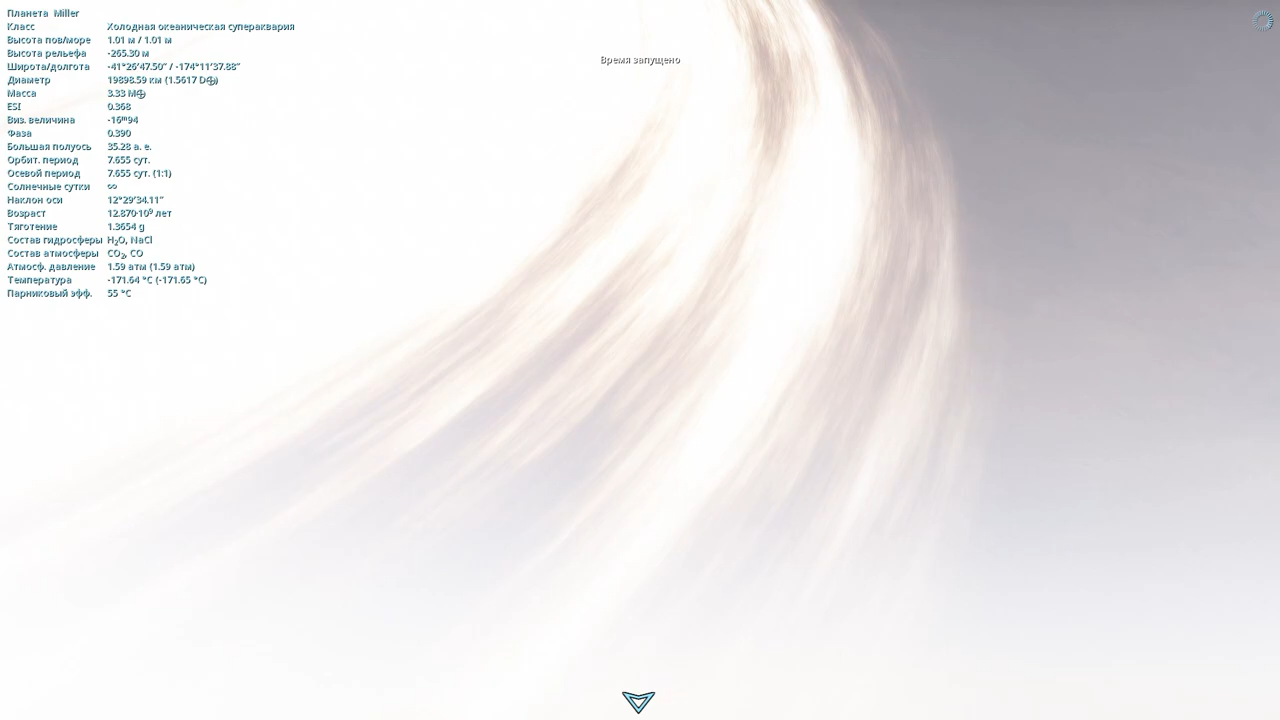 Планета Miller
Класс Холодная океаническая супераквария
Высота пов/море 1.01 м / 1.01 м
Высота рельефа -265.30 м
Широта/долгота -41°26'47.50" / -174°11'37.88"
Диаметр 19898.59 км (1.5617 D⊕)
Масса 3.33 M⊕
ESI 0.368
Виз. величина -16ᵐ94
Фаза 0.390
Большая полуось 35.28 а. е.
Орбит. период 7.655 сут.
Осевой период 7.655 сут. (1:1)
Солнечные сутки ∞
Наклон оси 12°29'34.11"
Возраст 12.870·10⁹ лет
Тяготение 1.3654 g
Состав гидросферы H₂O, NaCl
Состав атмосферы CO₂, CO
Атмосф. давление 1.59 атм (1.59 атм)
Температура -171.64 °C (-171.65 °C)
Парниковый эфф. 55 °C
Время запущено